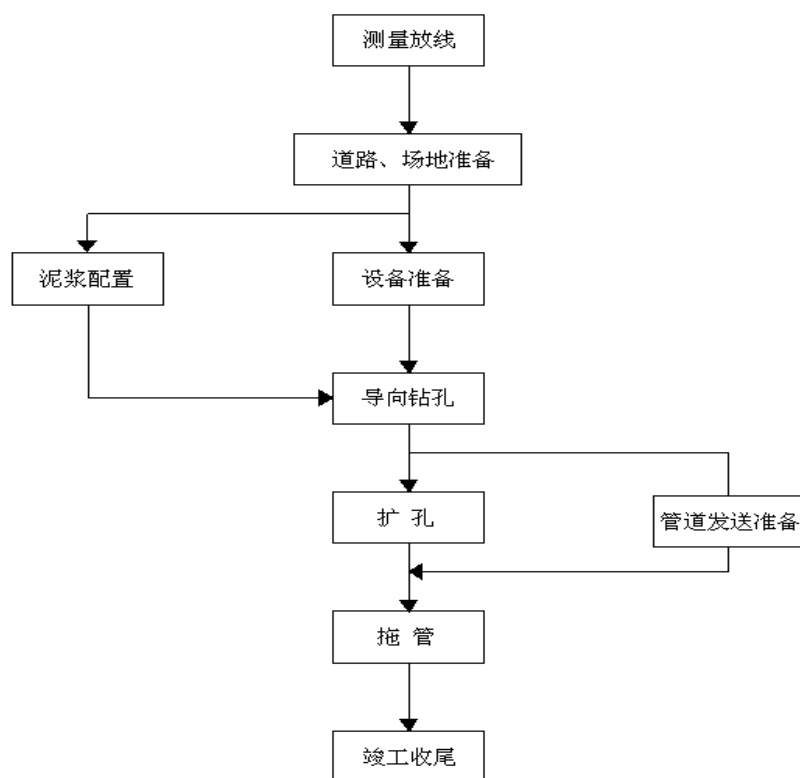 测量放线
道路、场地准备
泥浆配置
设备准备
导向钻孔
扩 孔
管道发送准备
拖 管
竣工收尾